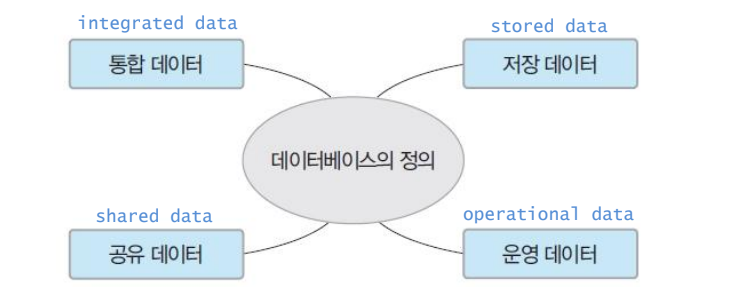 integrated data
통합 데이터
stored data
저장 데이터
데이터베이스의 정의
shared data
공유 데이터
operational data
운영 데이터